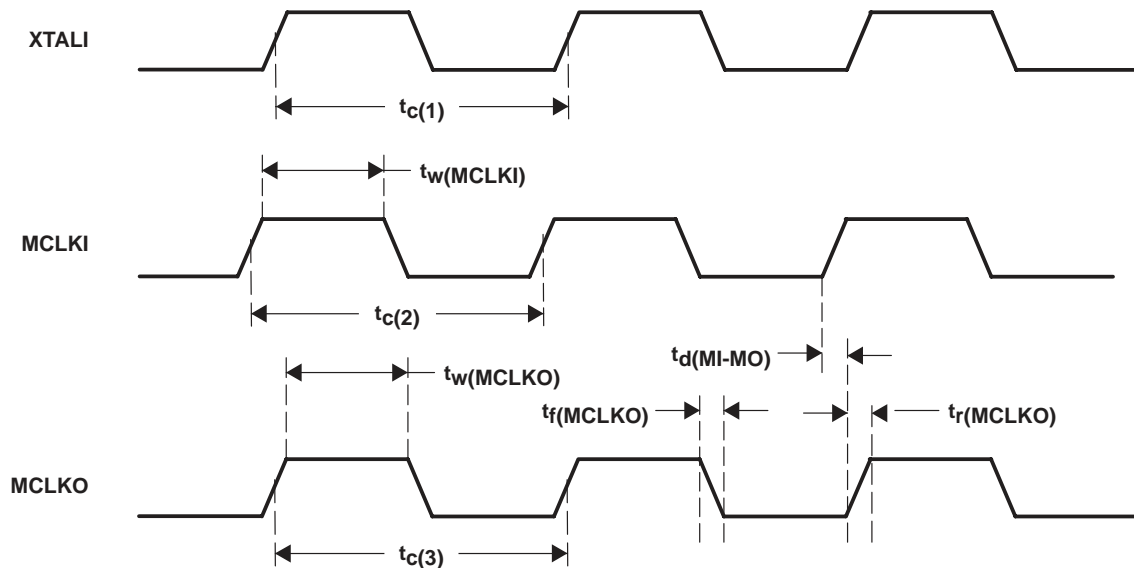 XTALI
tc(1)
tw(MCLKI)
MCLKI
tc(2)
td(MI-MO)
tw(MCLKO)
tf(MCLKO)
tr(MCLKO)
MCLKO
tc(3)